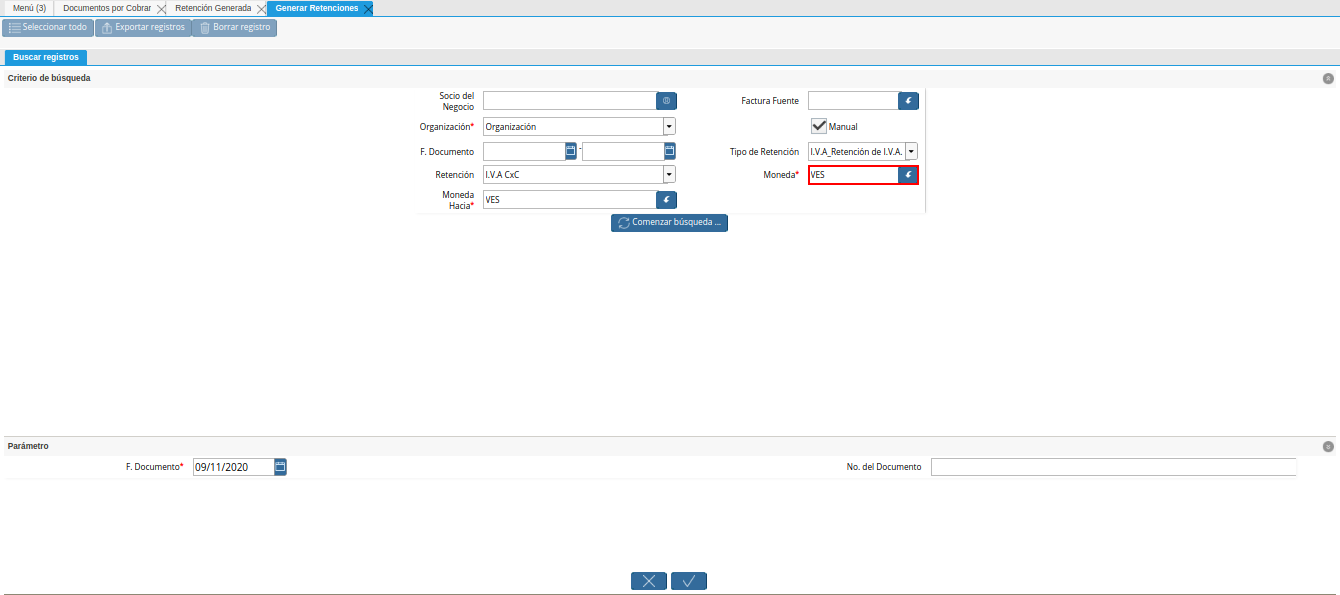 Menú (3) Documentos por Cobrar Retención Generada Generar Retenciones
Seleccionar todo Exportar registros Borrar registro
Buscar registros
Criterio de búsqueda
Socio del
Negocio
Factura Fuente
Organización* Organización
Manual
F. Documento -
Tipo de Retención I.V.A_Retención de I.V.A.
Retención I.V.A CxC
Moneda* VES
Moneda
Hacia* VES
Comenzar búsqueda ...
Parámetro
F. Documento* 09/11/2020
No. del Documento